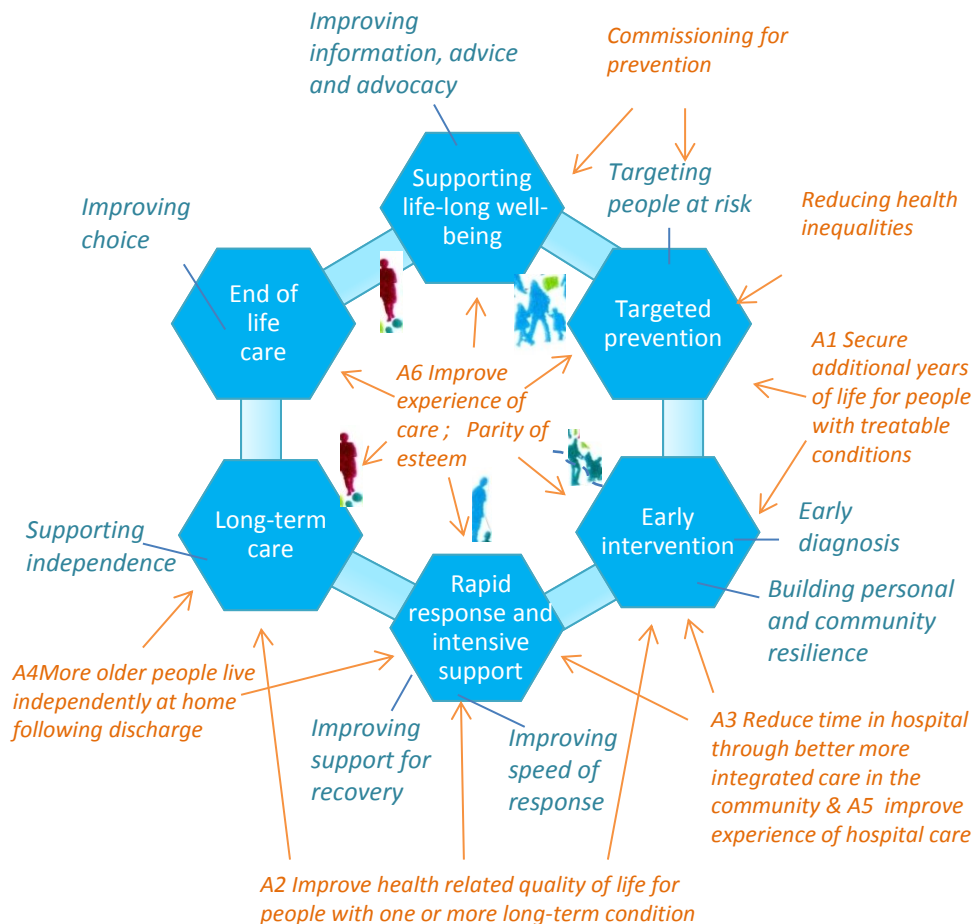 Improving
information, advice
and advocacy
Commissioning for
prevention
Supporting
life-long well-
being
Targeting
people at risk
Reducing health
inequalities
Improving
choice
End of
life
care
Targeted
prevention
A1 Secure
additional years
of life for people
with treatable
conditions
A6 Improve
experience of
care ; Parity of
esteem
Supporting
independence
Long-term
care
Early
intervention
Early
diagnosis
Rapid
response and
intensive
support
Building personal
and community
resilience
A4More older people live
independently at home
following discharge
Improving
support for
recovery
Improving
speed of
response
A3 Reduce time in hospital
through better more
integrated care in the
community & A5 improve
experience of hospital care
A2 Improve health related quality of life for
people with one or more long-term condition